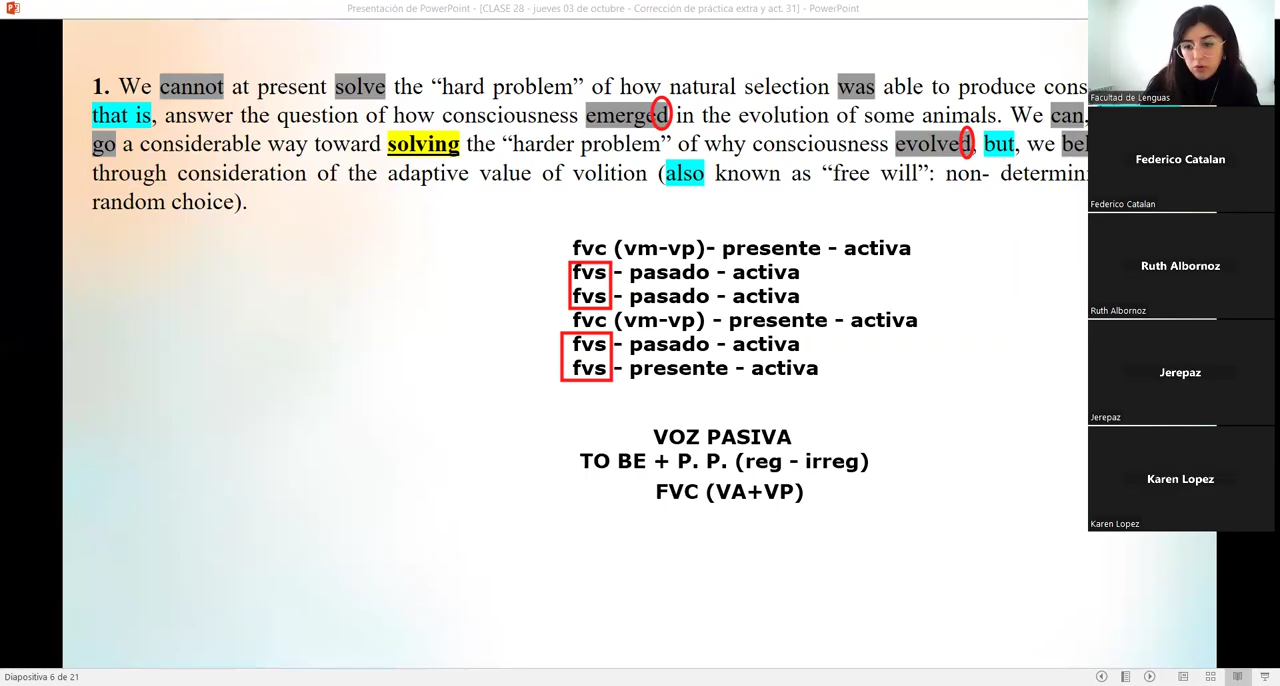 Presentación de PowerPoint - [CLASE 28 - jueves 03 de octubre - Corrección de práctica extra y act. 31] - PowerPoint
1. We cannot at present solve the “hard problem” of how natural selection was able to produce cons
that is, answer the question of how consciousness emerged in the evolution of some animals. We can,
go a considerable way toward solving the “harder problem” of why consciousness evolved, but, we bel
through consideration of the adaptive value of volition (also known as “free will”: non- determini
random choice).
fvc (vm-vp)- presente - activa
fvs - pasado - activa
fvs - pasado - activa
fvc (vm-vp) - presente - activa
fvs - pasado - activa
fvs - presente - activa
VOZ PASIVA
TO BE + P. P. (reg - irreg)
FVC (VA+VP)
Facultad de Lenguas
Federico Catalan
Federico Catalan
Ruth Albornoz
Ruth Albornoz
Jerepaz
Jerepaz
Karen Lopez
Karen Lopez
Diapositiva 6 de 21